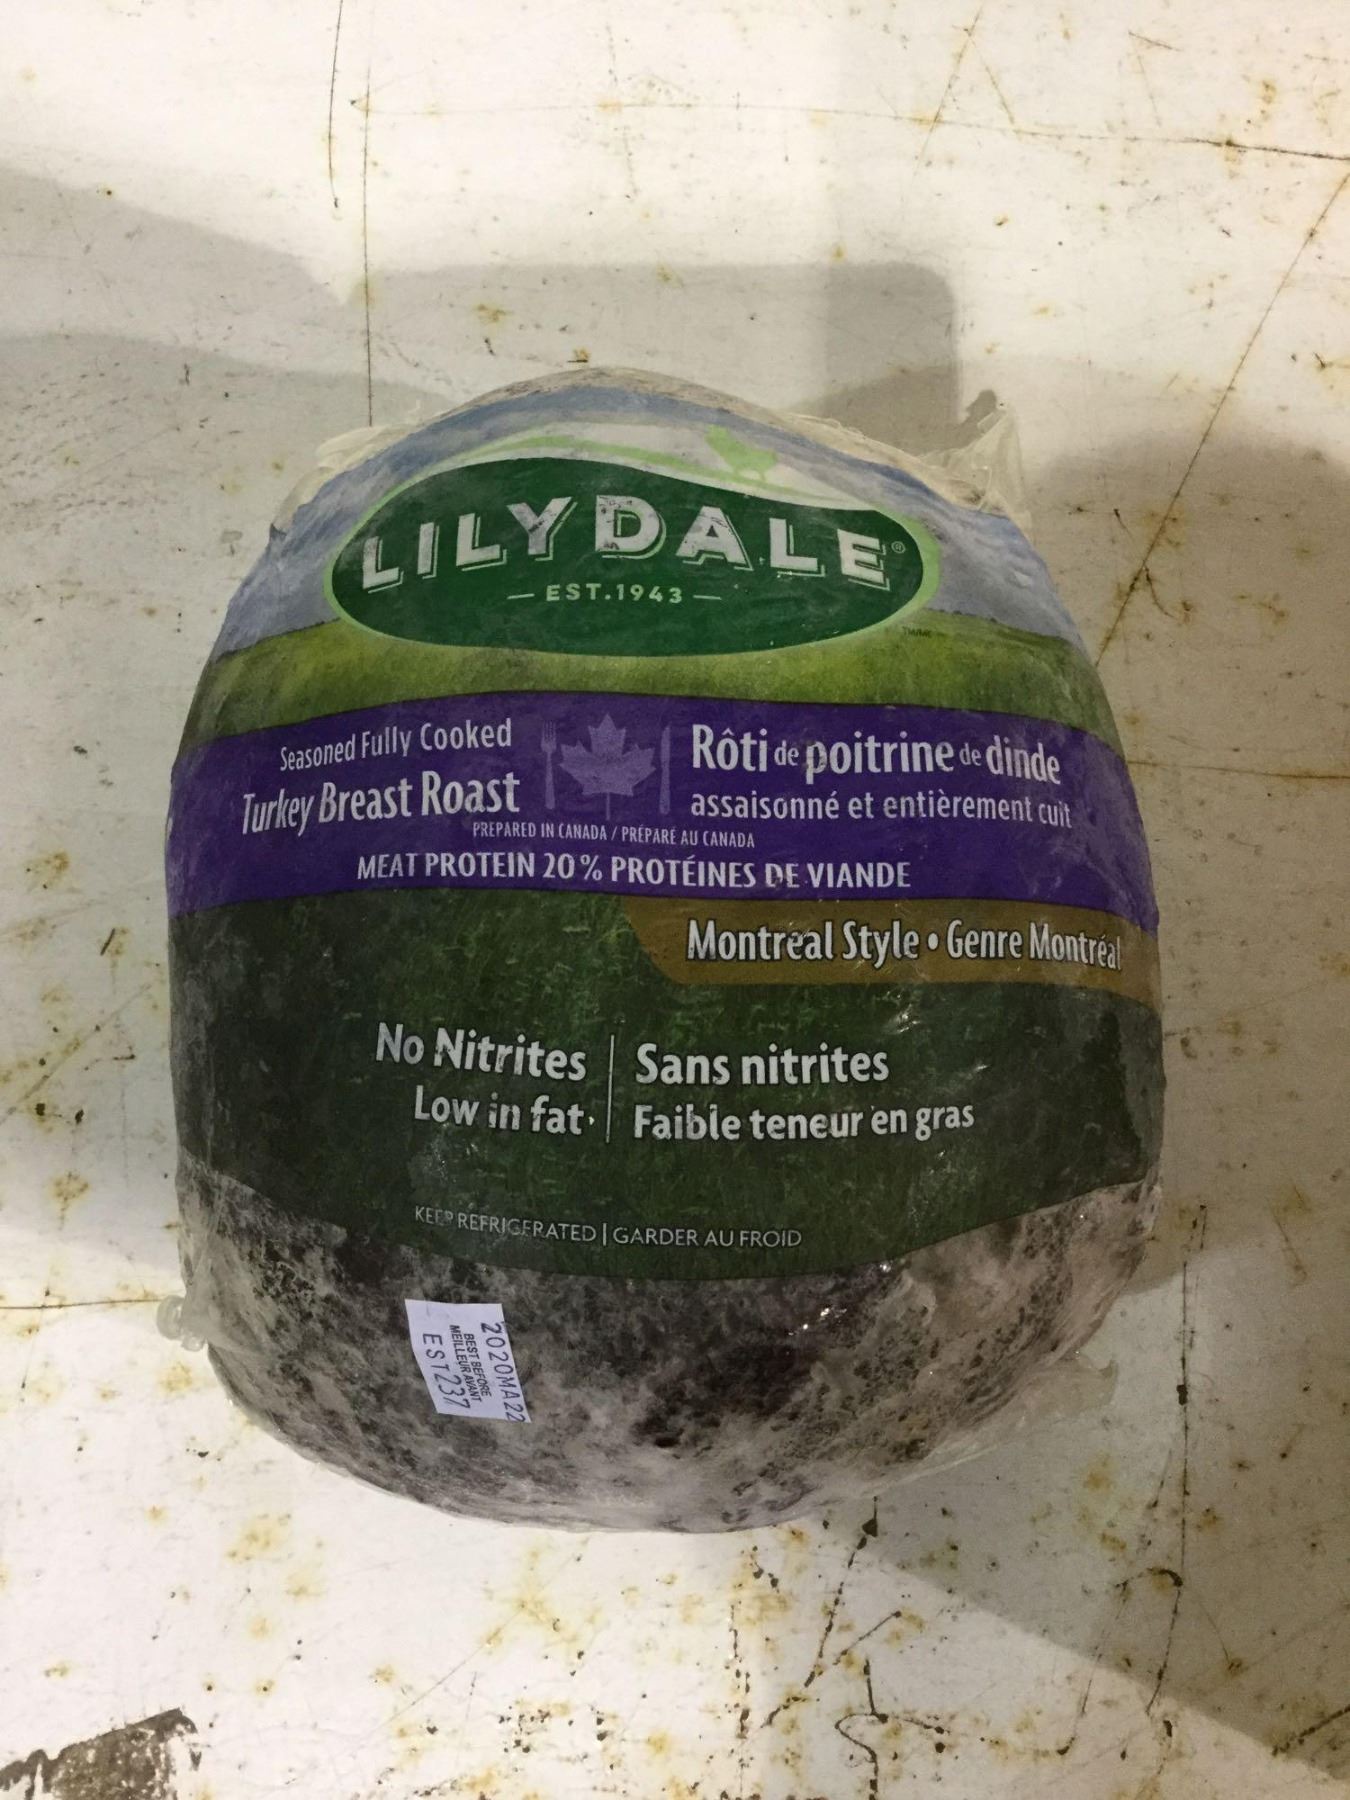 LILYDALE®
EST.1943
TM/MC
Seasoned Fully Cooked
Turkey Breast Roast
Rôti de poitrine de dinde
assaisonné et entièrement cuit
PREPARED IN CANADA / PRÉPARÉ AU CANADA
MEAT PROTEIN 20% PROTÉINES DE VIANDE
Montreal Style • Genre Montréal
No Nitrites
Low in fat
Sans nitrites
Faible teneur en gras
KEEP REFRIGERATED | GARDER AU FROID
2020MA22
BEST BEFORE
MEILLEUR AVANT
EST237